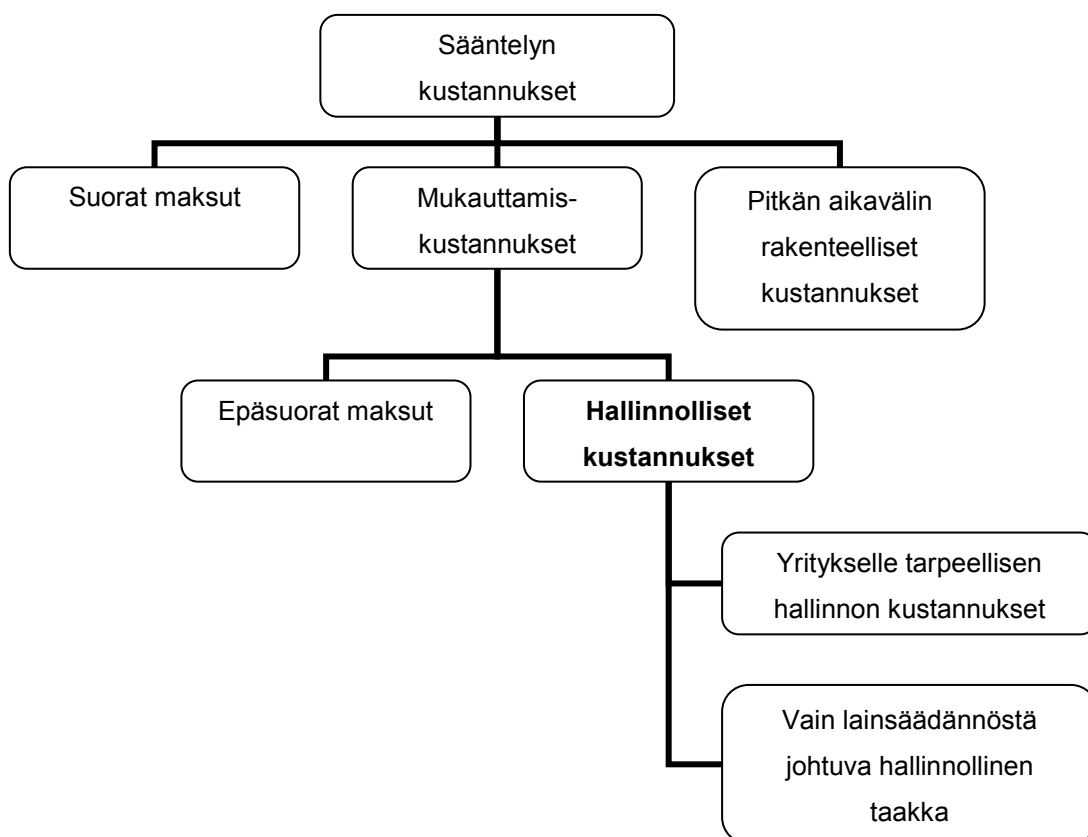 Sääntelyn
kustannukset
Suorat maksut
Mukauttamis-
kustannukset
Pitkän aikavälin
rakenteelliset
kustannukset
Epäsuorat maksut
Hallinnolliset
kustannukset
Yritykselle tarpeellisen
hallinnon kustannukset
Vain lainsäädännöstä
johtuva hallinnollinen
taakka